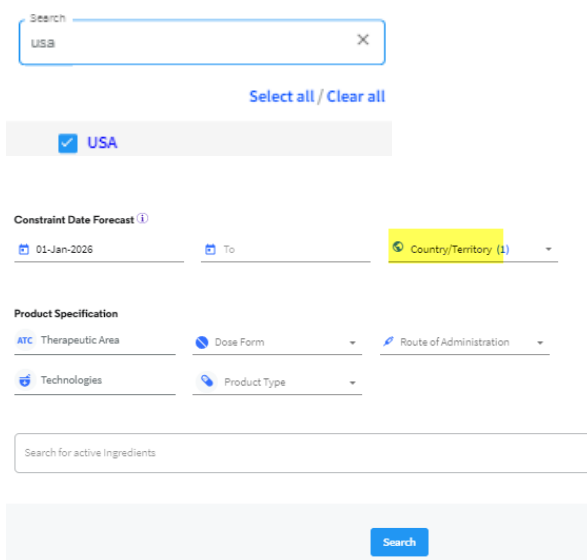 Search
usa
Select all / Clear all
USA
Constraint Date Forecast i
01-Jan-2026 To Country/Territory (1)
Product Specification
ATC Therapeutic Area Dose Form Route of Administration
Technologies Product Type
Search for active Ingredients
Search